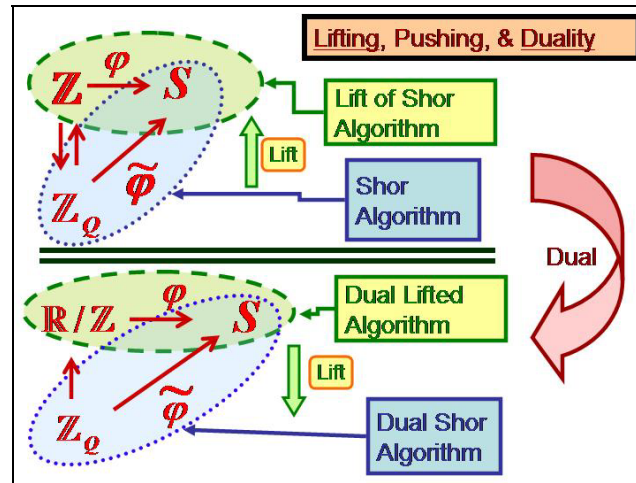 Lifting, Pushing, & Duality
φ
ℤ S
Lift of Shor
Algorithm
Lift
φ̃
Shor
Algorithm
ℤ_Q
Dual
φ
ℝ / ℤ S
Dual Lifted
Algorithm
Lift
φ̃
Dual Shor
Algorithm
ℤ_Q